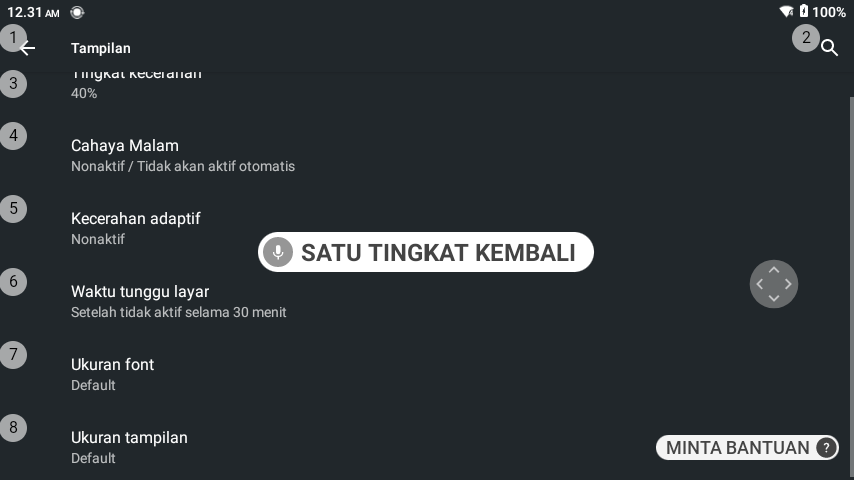 12.31 AM
100%
1
Tampilan
2
3
Tingkat kecerahan
40%
4
Cahaya Malam
Nonaktif / Tidak akan aktif otomatis
5
Kecerahan adaptif
Nonaktif
SATU TINGKAT KEMBALI
6
Waktu tunggu layar
Setelah tidak aktif selama 30 menit
7
Ukuran font
Default
8
Ukuran tampilan
Default
MINTA BANTUAN ?